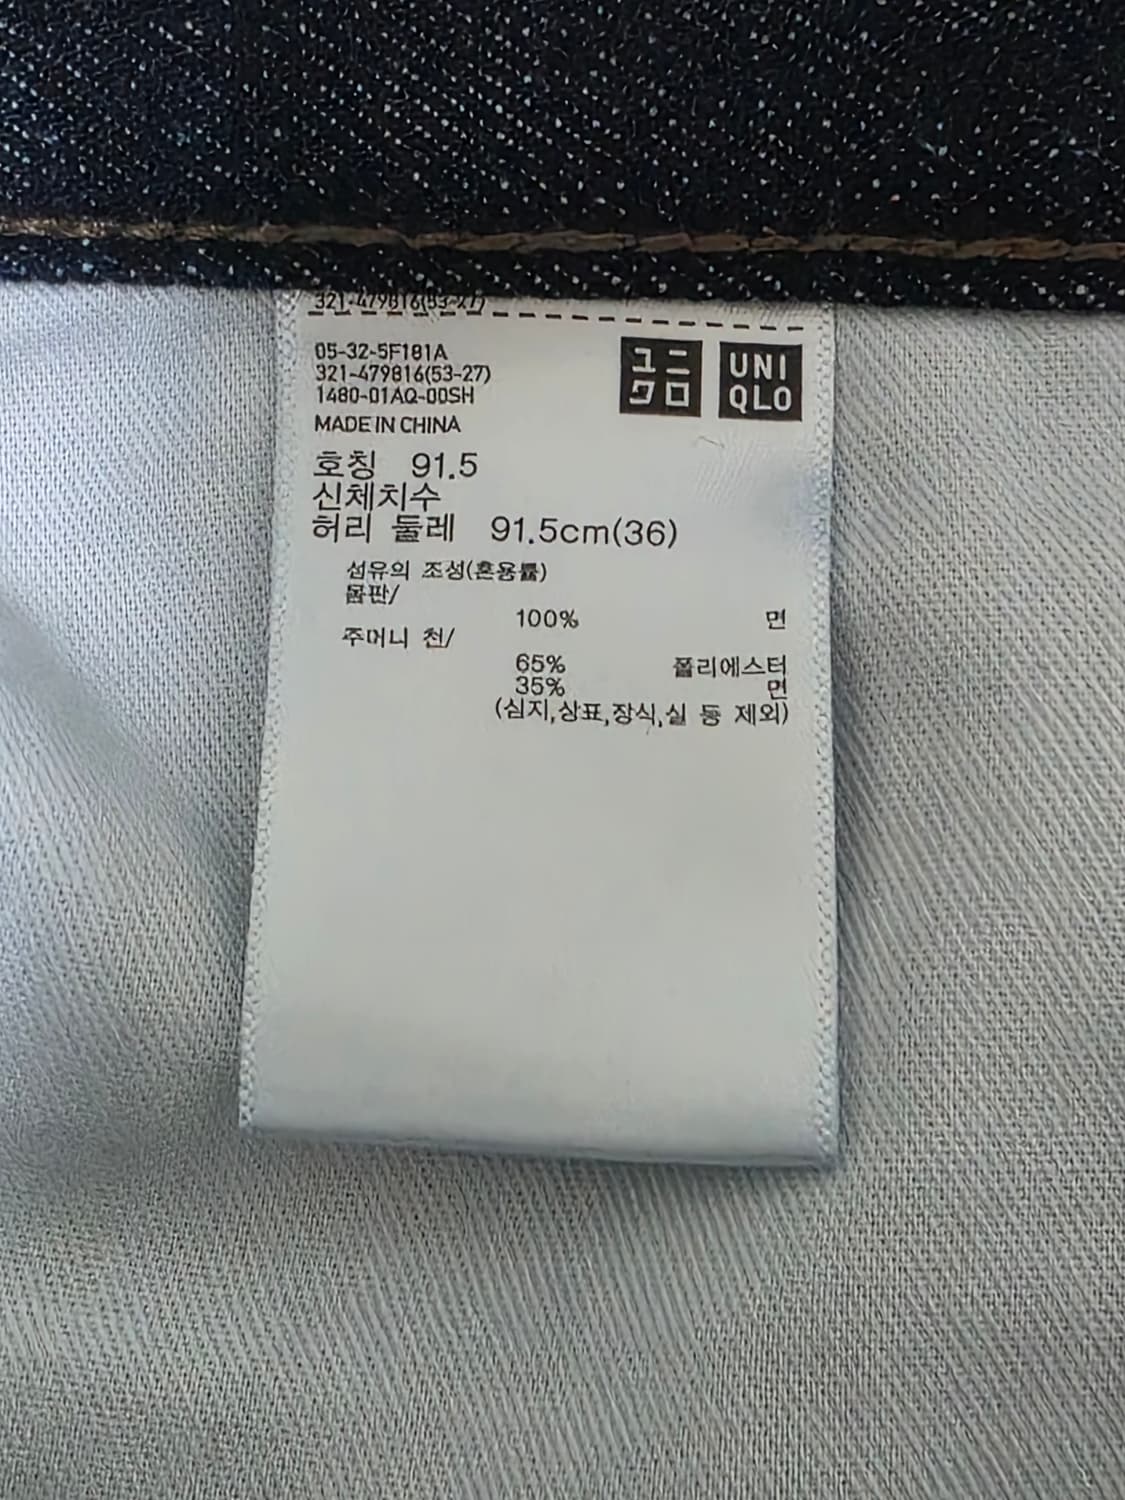 321-479816(53-27)
05-32-5F181A
321-479816(53-27)
1480-01AQ-00SH
MADE IN CHINA
ユニ
クロ
UNI
QLO
호칭 91.5
신체치수
허리 둘레 91.5cm(36)
섬유의 조성(혼용률)
몸판/
100% 면
주머니 천/
65% 폴리에스터
35% 면
(심지,상표,장식,실 등 제외)